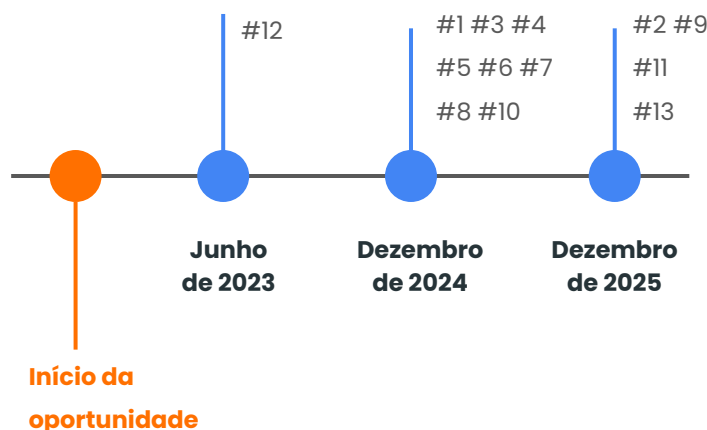 #12
#1 #3 #4
#5 #6 #7
#8 #10
#2 #9
#11
#13
Junho
de 2023
Dezembro
de 2024
Dezembro
de 2025
Início da
oportunidade